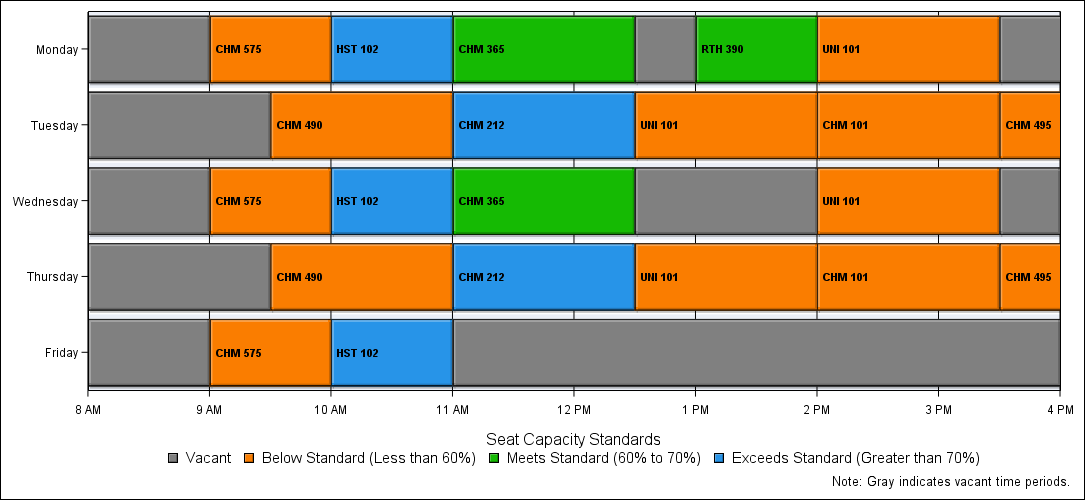 Monday CHM 575 HST 102 CHM 365 RTH 390 UNI 101
Tuesday CHM 490 CHM 212 UNI 101 CHM 101 CHM 495
Wednesday CHM 575 HST 102 CHM 365 UNI 101
Thursday CHM 490 CHM 212 UNI 101 CHM 101 CHM 495
Friday CHM 575 HST 102
8 AM 9 AM 10 AM 11 AM 12 PM 1 PM 2 PM 3 PM 4 PM
Seat Capacity Standards
Vacant Below Standard (Less than 60%) Meets Standard (60% to 70%) Exceeds Standard (Greater than 70%)
Note: Gray indicates vacant time periods.